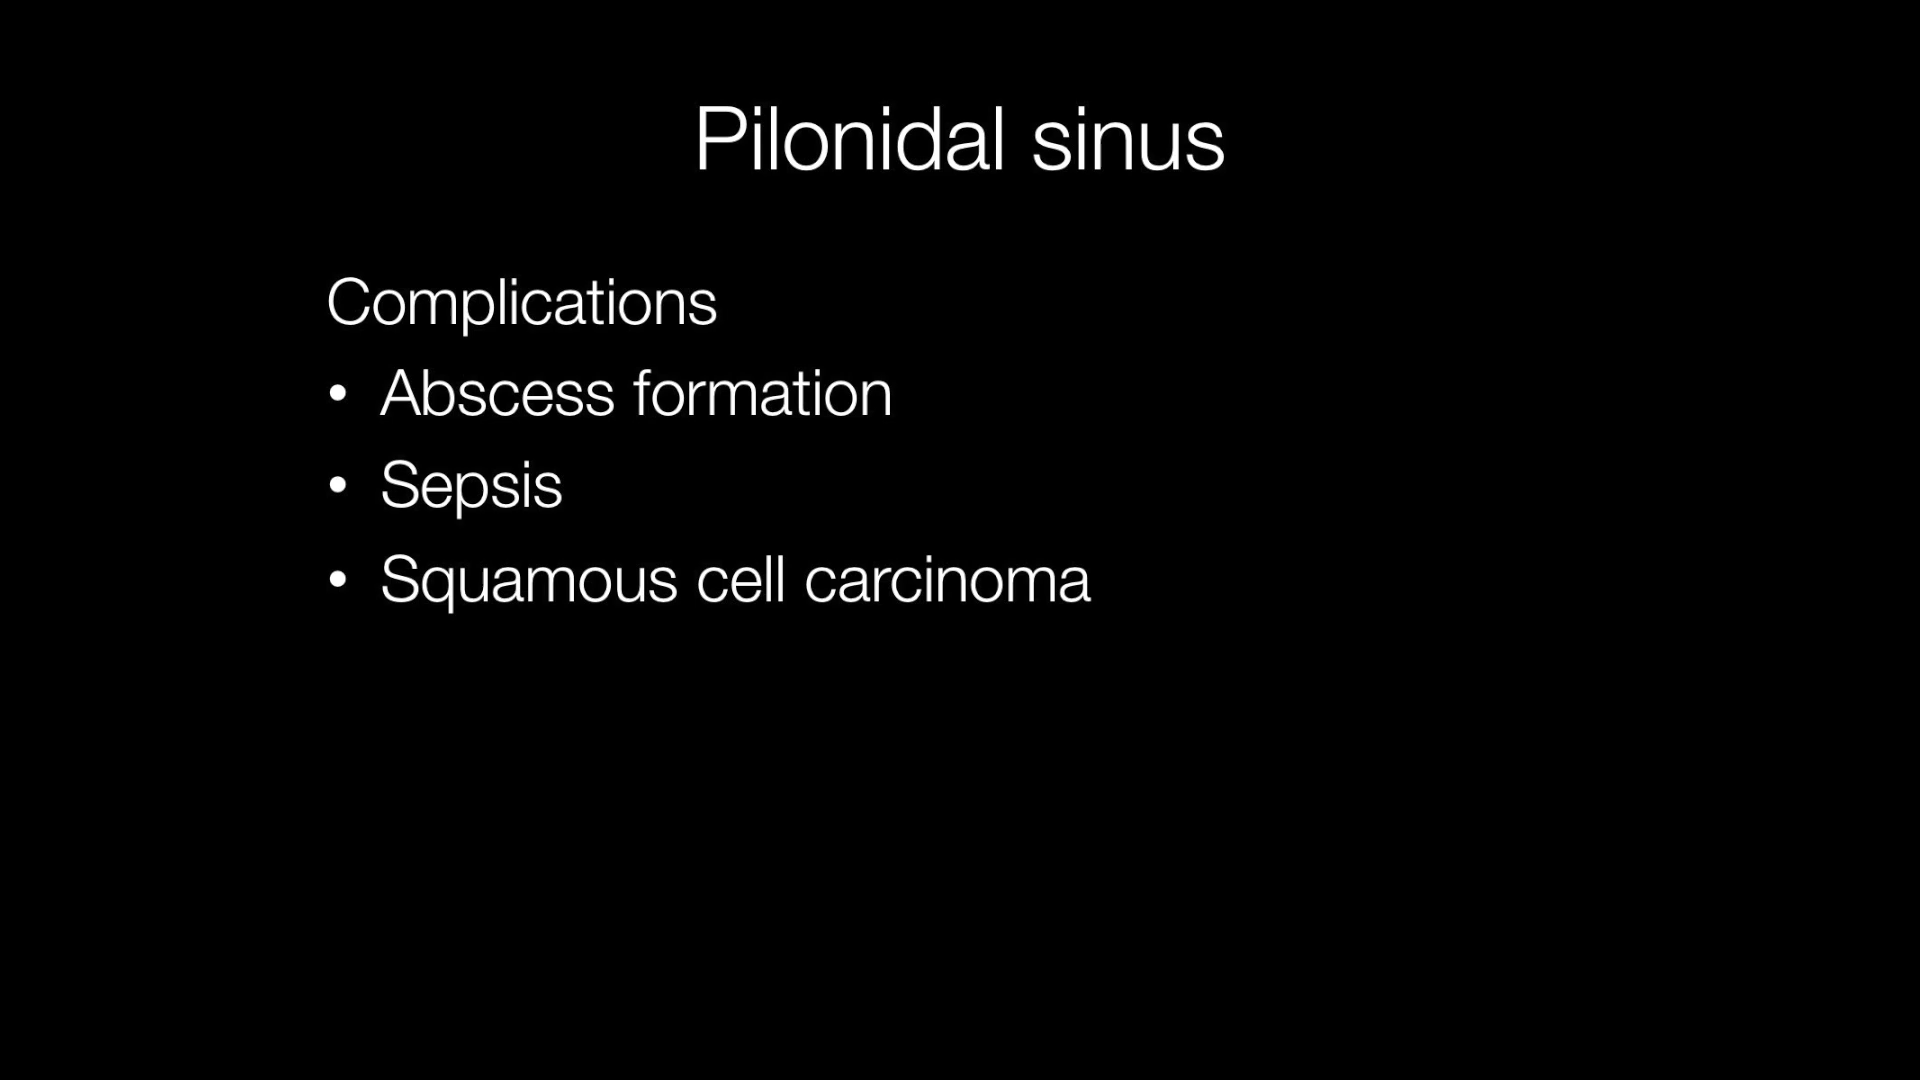 Pilonidal sinus
Complications
• Abscess formation
• Sepsis
• Squamous cell carcinoma